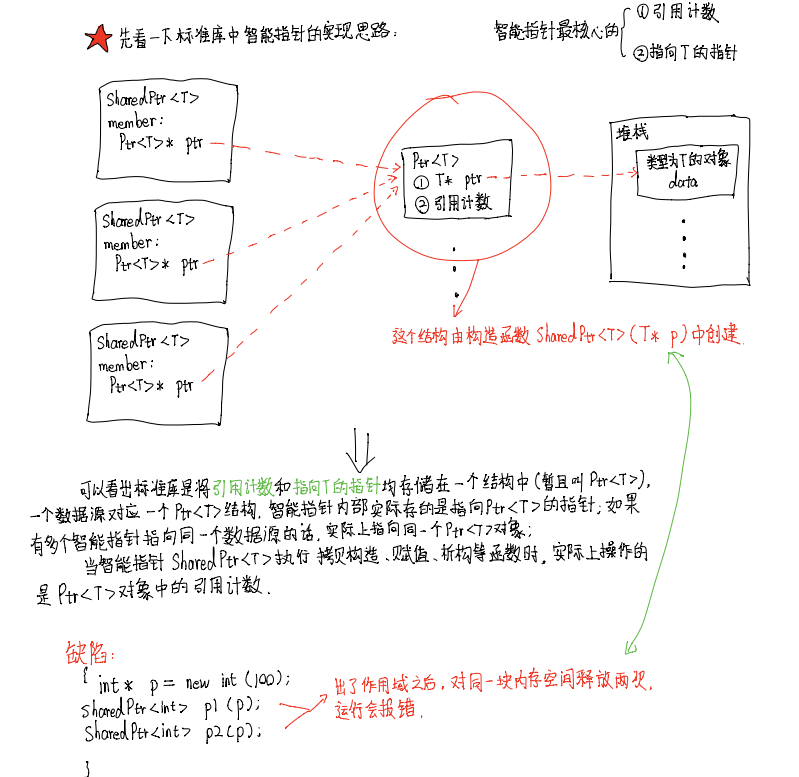 先看一下标准库中智能指针的实现思路:
智能指针最核心的
①引用计数
②指向T的指针
SharedPtr<T>
member:
Ptr<T>* ptr
SharedPtr<T>
member:
Ptr<T>* ptr
SharedPtr<T>
member:
Ptr<T>* ptr
Ptr<T>
① T* ptr
② 引用计数
堆栈
类型为T的对象
data
这个结构由构造函数 SharedPtr<T>(T* p)中创建.
可以看出标准库是将引用计数和指向T的指针均存储在一个结构中(暂且叫Ptr<T>),
一个数据源对应一个Ptr<T>结构. 智能指针内部实际存的是指向Ptr<T>的指针; 如果
有多个智能指针指向同一个数据源的话, 实际上指向同一个Ptr<T>对象;
当智能指针SharedPtr<T>执行拷贝构造、赋值、析构等函数时, 实际上操作的
是Ptr<T>对象中的引用计数.
缺陷:
{ int* p = new int(100);
sharedPtr<int> p1(p);
SharedPtr<int> p2(p);
}
出了作用域之后, 对同一块内存空间释放两次,
运行会报错.